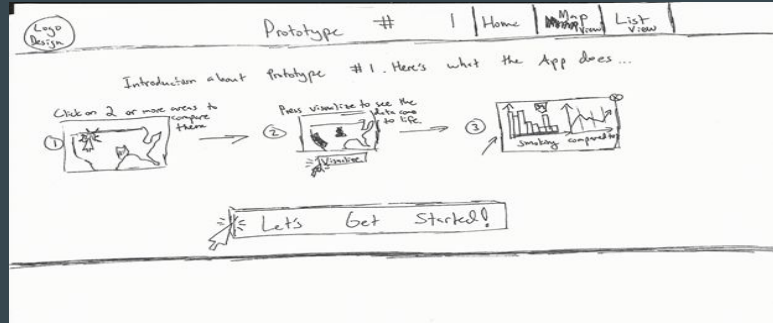 Logo
Design
Prototype # 1
Home
Map
View
List
View
Introduction about Prototype #1. Here's what the App does...
Click on 2 or more areas to
compare
them
Press visualize to see the
data come
to life
1
2
Visualize
3
smoking compared to
Let's Get Started!